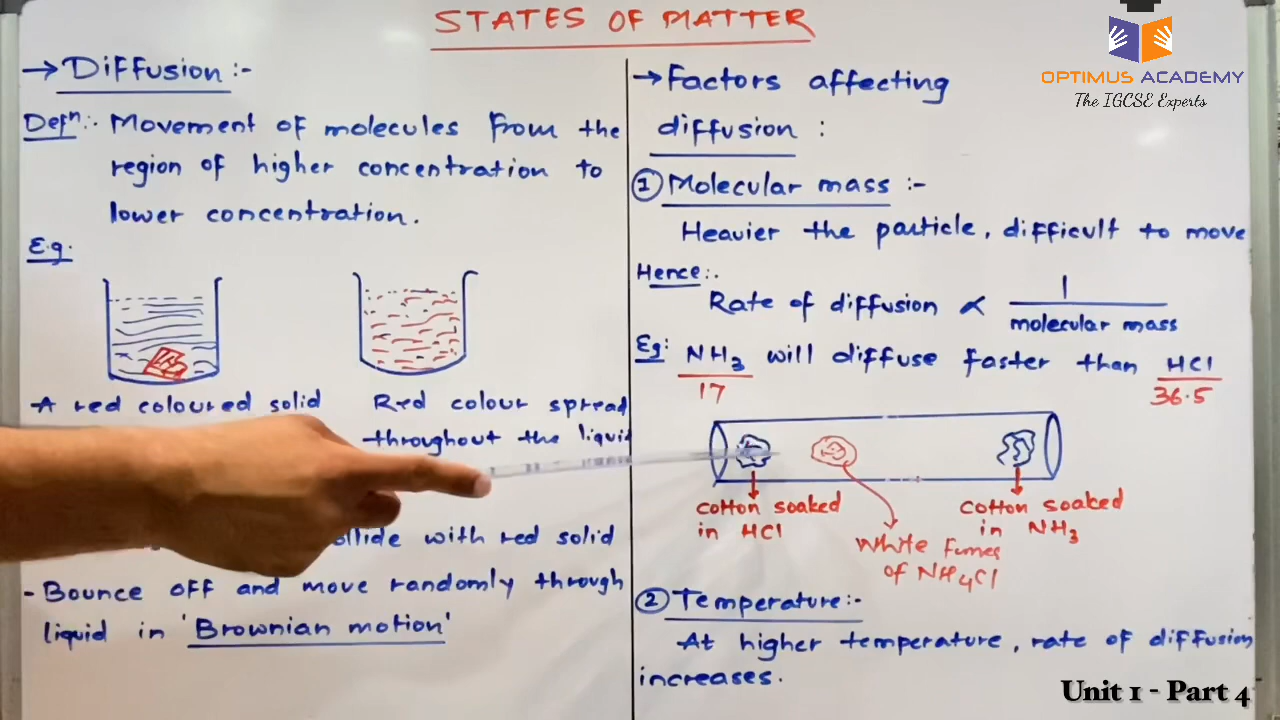 STATES OF MATTER
→ Diffusion :-
Defⁿ:- Movement of molecules from the
region of higher concentration to
lower concentration.
E.g:
A red coloured solid
Red colour spread
throughout the liquid
collide with red solid
- Bounce off and move randomly through
liquid in 'Brownian motion'
→ Factors affecting
diffusion :
① Molecular mass :-
Heavier the particle, difficult to move
Hence:-
Rate of diffusion ∝ 1
molecular mass
Eg: NH₃ will diffuse faster than HCl
17 36.5
cotton soaked
in HCl
White fumes
of NH₄Cl
cotton soaked
in NH₃
② Temperature:-
At higher temperature, rate of diffusion
increases.
OPTIMUS ACADEMY
The IGCSE Experts
Unit 1 - Part 4